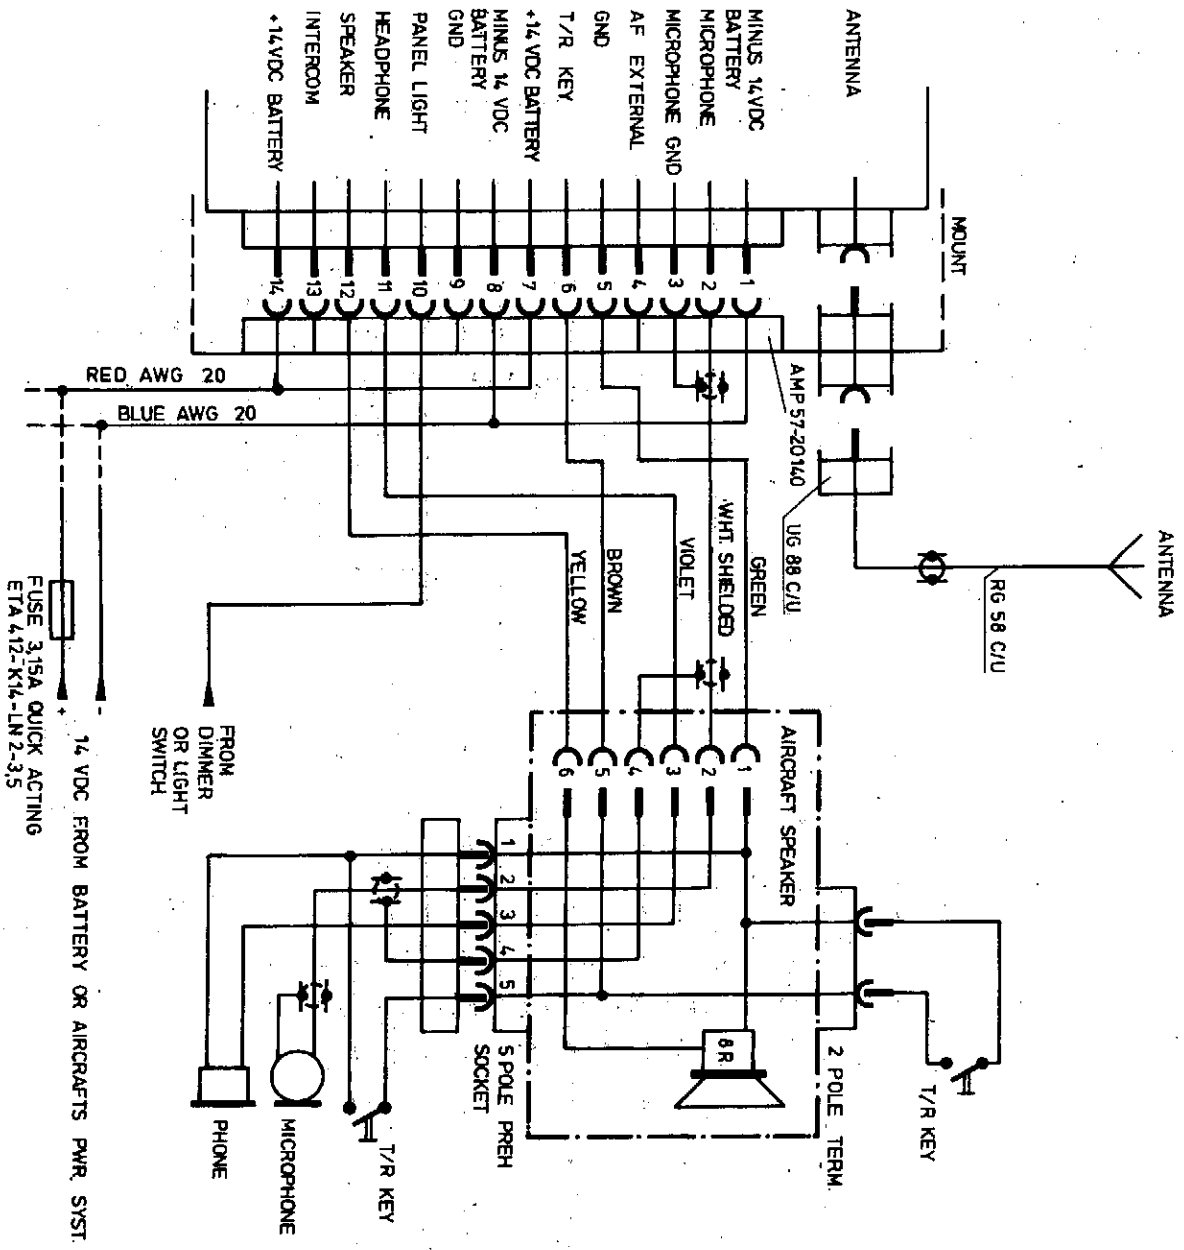 ANTENNA
MINUS 14VDC
BATTERY
MICROPHONE
MICROPHONE GND
AF EXTERNAL
GND
T/R KEY
+14 VDC BATTERY
MINUS 14 VDC
BATTERY
GND
PANEL LIGHT
HEADPHONE
SPEAKER
INTERCOM
+14VDC BATTERY
MOUNT
1
2
3
4
5
6
7
8
9
10
11
12
13
14
AMP 57-20140
UG 88 C/U
RG 58 C/U
ANTENNA
RED AWG 20
BLUE AWG 20
GREEN
WHT. SHIELDED
VIOLET
BROWN
YELLOW
FROM
DIMMER
OR LIGHT
SWITCH
+
-
14 VDC FROM BATTERY OR AIRCRAFTS PWR. SYST.
FUSE 3,15A QUICK ACTING
ETA 412-K14-LN 2-3,5
AIRCRAFT SPEAKER
1
2
3
4
5
6
8R
1
2
3
4
5
5 POLE PREH
SOCKET
2 POLE TERM.
T/R KEY
T/R KEY
MICROPHONE
PHONE